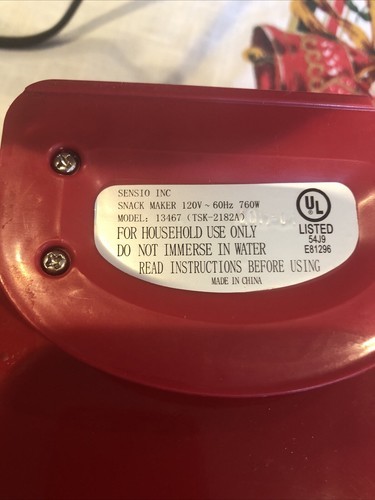 SENSIO INC
SNACK MAKER 120V ~ 60Hz 760W
MODEL: 13467 (TSK-2182A)
FOR HOUSEHOLD USE ONLY
DO NOT IMMERSE IN WATER
READ INSTRUCTIONS BEFORE USING
MADE IN CHINA
UL
LISTED
54J9
E81296